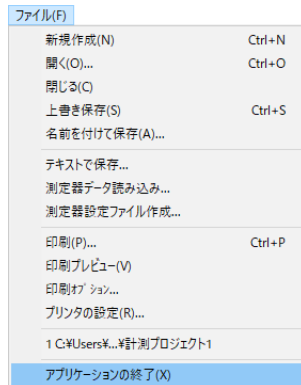 ファイル(F)
新規作成(N) Ctrl+N
開く(O)... Ctrl+O
閉じる(C)
上書き保存(S) Ctrl+S
名前を付けて保存(A)...
テキストで保存...
測定器データ読み込み...
測定器設定ファイル作成...
印刷(P)... Ctrl+P
印刷プレビュー(V)
印刷ｵﾌﾟｼｮﾝ...
プリンタの設定(R)...
1 C:¥Users¥...¥計測プロジェクト1
アプリケーションの終了(X)